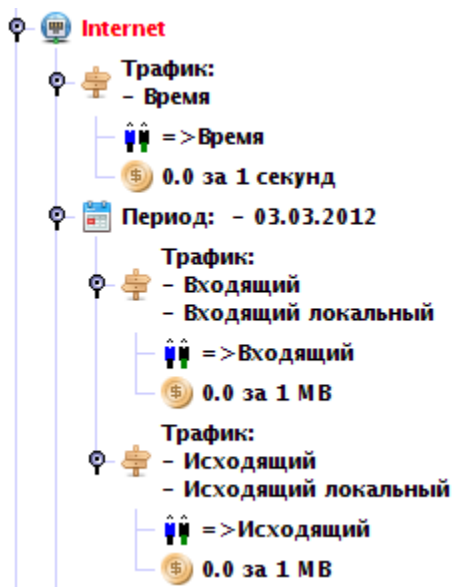 Internet
Трафик:
- Время
=>Время
0.0 за 1 секунд
Период: - 03.03.2012
Трафик:
- Входящий
- Входящий локальный
=>Входящий
0.0 за 1 MB
Трафик:
- Исходящий
- Исходящий локальный
=>Исходящий
0.0 за 1 MB